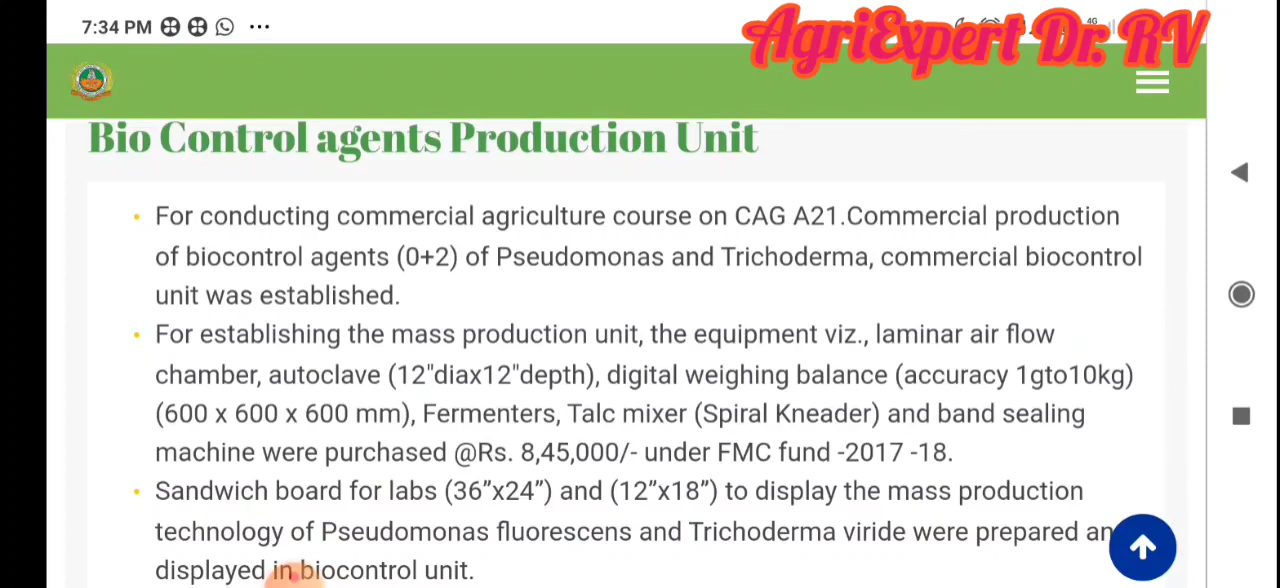 7:34 PM
4G
AgriExpert Dr. RV
Bio Control agents Production Unit
• For conducting commercial agriculture course on CAG A21.Commercial production
of biocontrol agents (0+2) of Pseudomonas and Trichoderma, commercial biocontrol
unit was established.
• For establishing the mass production unit, the equipment viz., laminar air flow
chamber, autoclave (12"diax12"depth), digital weighing balance (accuracy 1gto10kg)
(600 x 600 x 600 mm), Fermenters, Talc mixer (Spiral Kneader) and band sealing
machine were purchased @Rs. 8,45,000/- under FMC fund -2017 -18.
• Sandwich board for labs (36”x24”) and (12”x18”) to display the mass production
technology of Pseudomonas fluorescens and Trichoderma viride were prepared an
displayed in biocontrol unit.